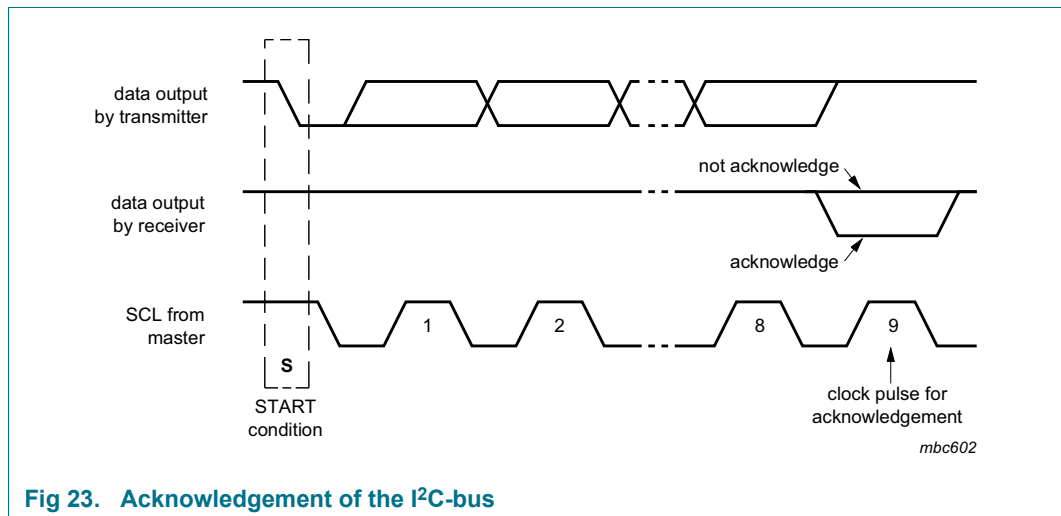 data output
by transmitter
not acknowledge
data output
by receiver
acknowledge
SCL from
master
1
2
8
9
S
START
condition
clock pulse for
acknowledgement
mbc602
Fig 23. Acknowledgement of the I²C-bus